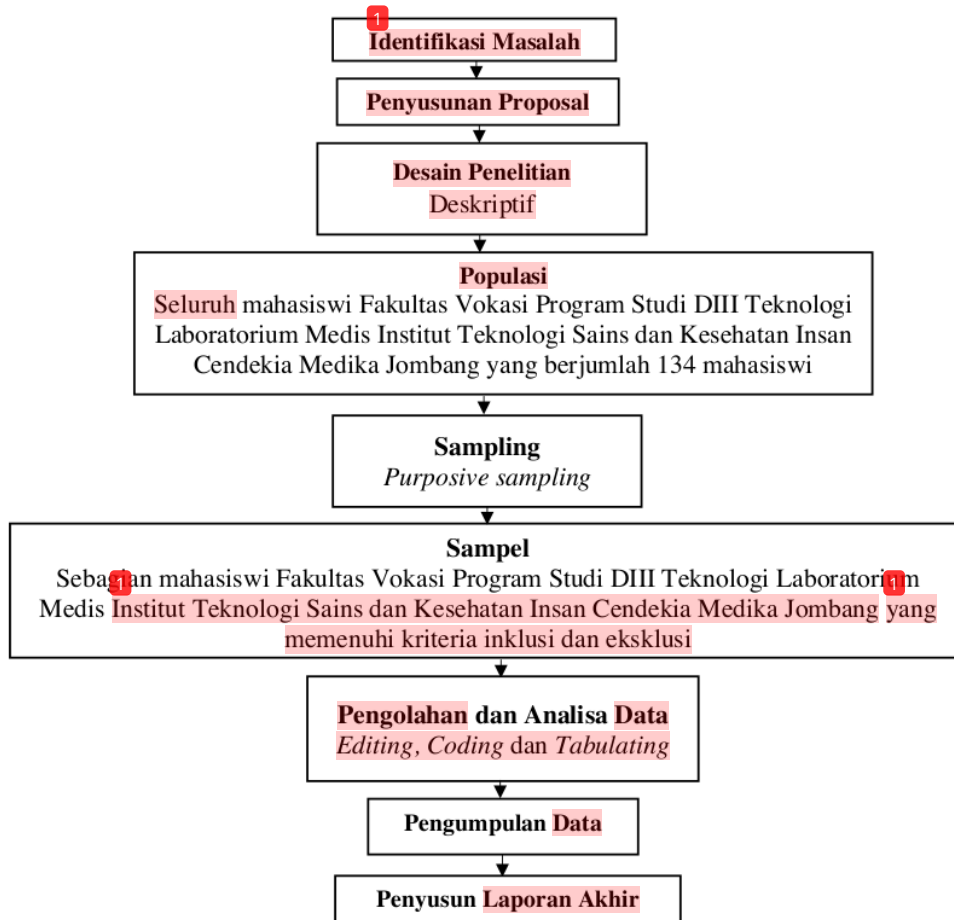 1
Identifikasi Masalah
Penyusunan Proposal
Desain Penelitian
Deskriptif
Populasi
Seluruh mahasiswi Fakultas Vokasi Program Studi DIII Teknologi
Laboratorium Medis Institut Teknologi Sains dan Kesehatan Insan
Cendekia Medika Jombang yang berjumlah 134 mahasiswi
Sampling
Purposive sampling
Sampel
Sebagian mahasiswi Fakultas Vokasi Program Studi DIII Teknologi Laboratorium
1 1
Medis Institut Teknologi Sains dan Kesehatan Insan Cendekia Medika Jombang yang
memenuhi kriteria inklusi dan eksklusi
Pengolahan dan Analisa Data
Editing, Coding dan Tabulating
Pengumpulan Data
Penyusun Laporan Akhir